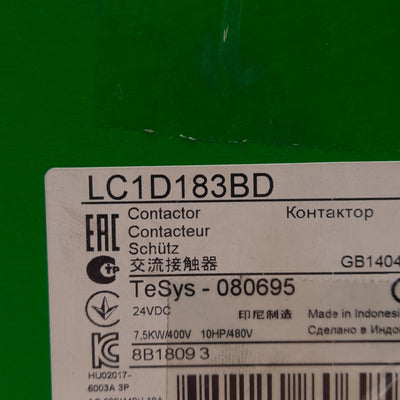 LC1D183BD
Contactor Контактор
Contacteur
Schütz
交流接触器 GB1404
TeSys - 080695
24VDC 印尼制造 Made in Indones
Сделано в Индо
7,5KW/400V 10HP/480V
8B1809 3
HU02017-
6003A 3P